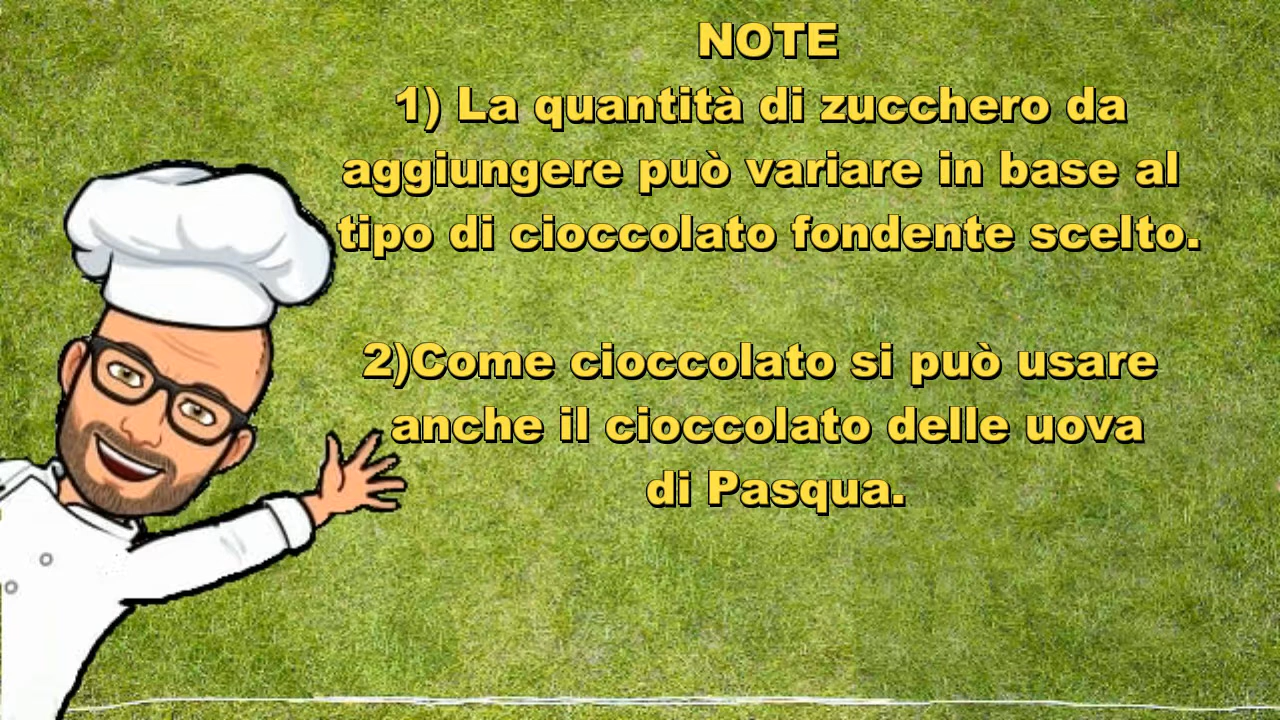 NOTE
1) La quantità di zucchero da
aggiungere può variare in base al
tipo di cioccolato fondente scelto.
2)Come cioccolato si può usare
anche il cioccolato delle uova
di Pasqua.